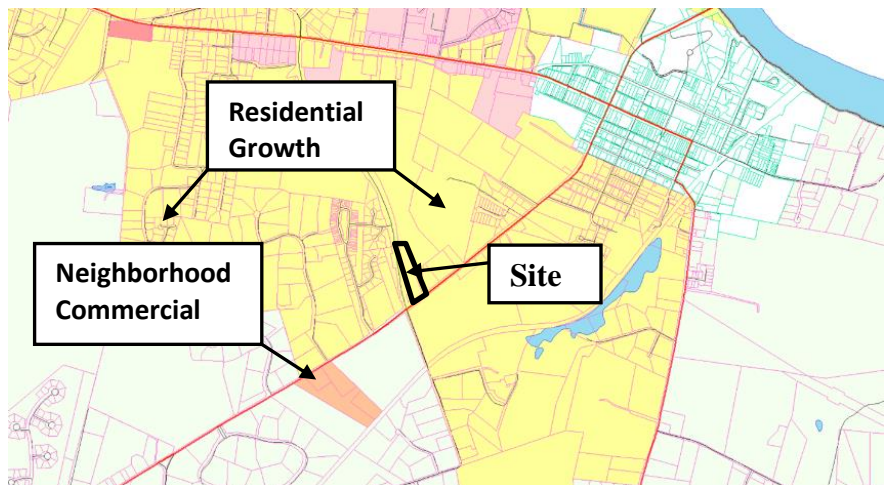 Residential
Growth
Neighborhood
Commercial
Site